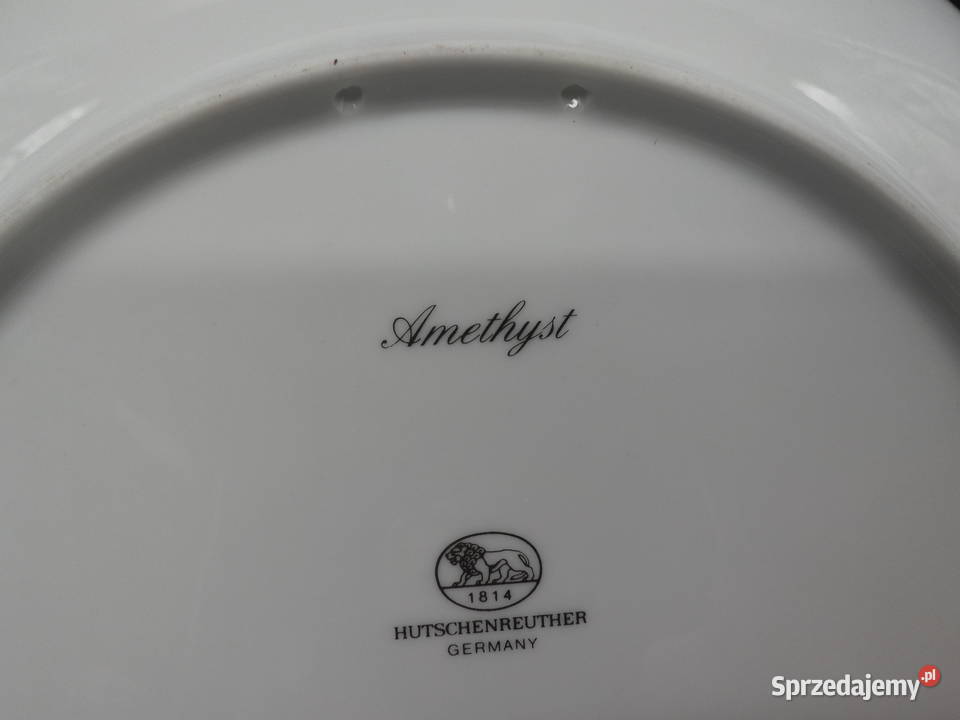 Amethyst
1814
HUTSCHENREUTHER
GERMANY
Sprzedajemy.pl